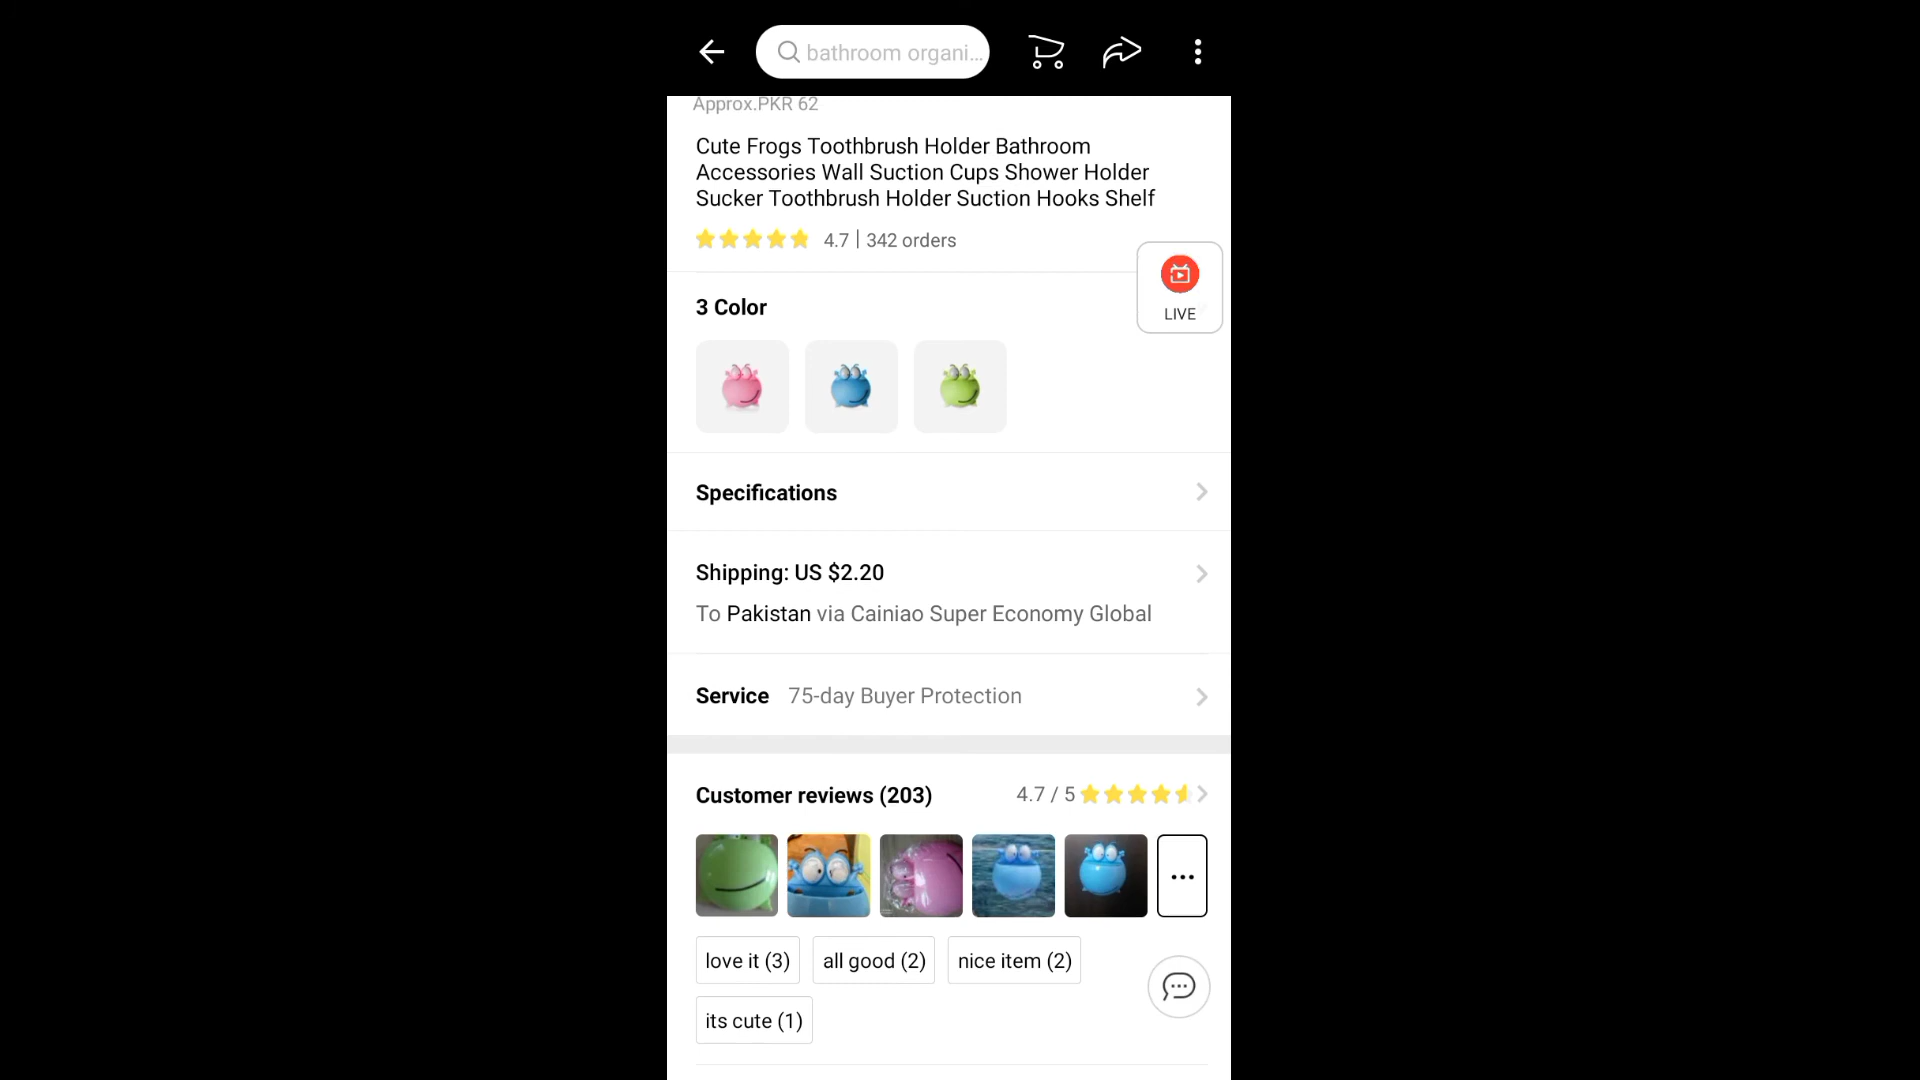 bathroom organi...
Approx.PKR 62
Cute Frogs Toothbrush Holder Bathroom
Accessories Wall Suction Cups Shower Holder
Sucker Toothbrush Holder Suction Hooks Shelf
4.7 | 342 orders
LIVE
3 Color
Specifications
Shipping: US $2.20
To Pakistan via Cainiao Super Economy Global
Service 75-day Buyer Protection
Customer reviews (203) 4.7 / 5
love it (3) all good (2) nice item (2)
its cute (1)